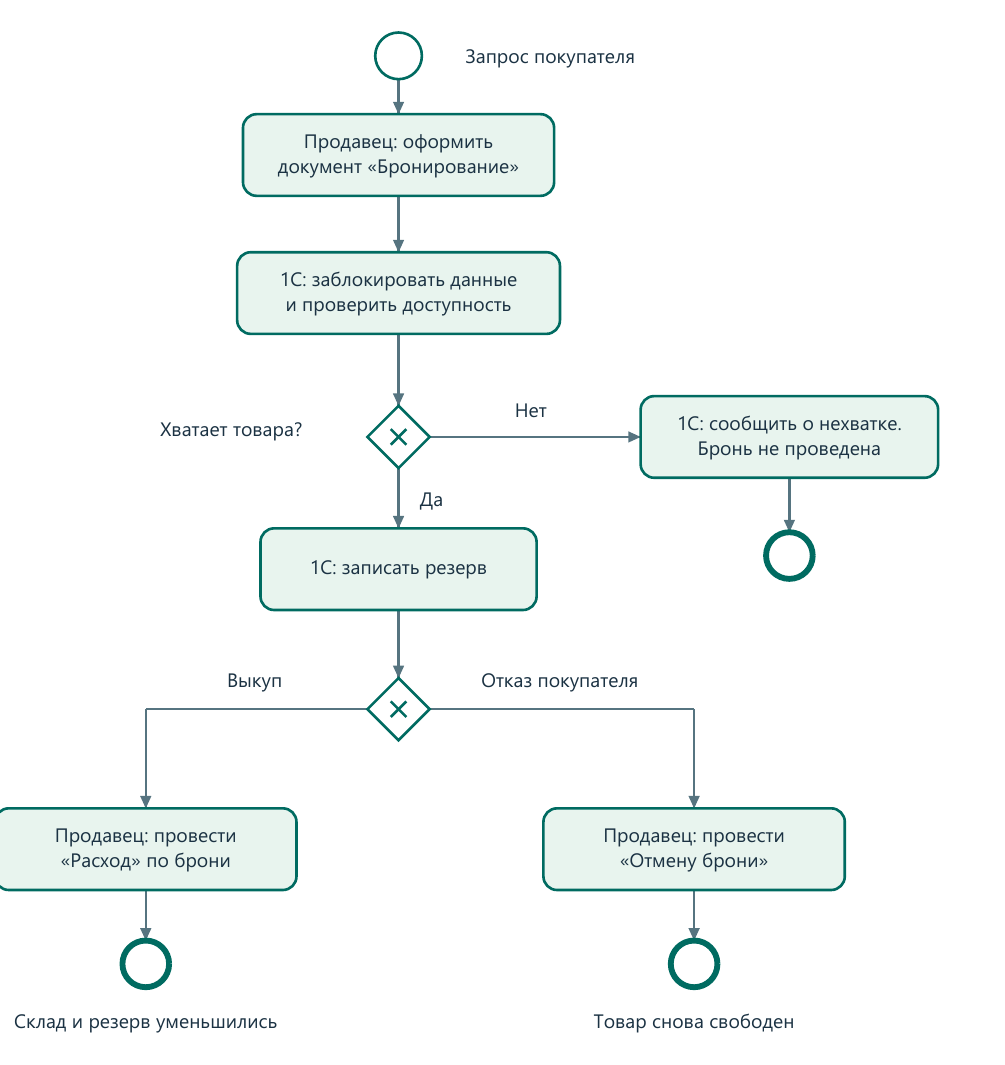 Запрос покупателя
Продавец: оформить
документ «Бронирование»
1С: заблокировать данные
и проверить доступность
Хватает товара?
Нет
1С: сообщить о нехватке.
Бронь не проведена
Да
1С: записать резерв
Выкуп
Отказ покупателя
Продавец: провести
«Расход» по брони
Продавец: провести
«Отмену брони»
Склад и резерв уменьшились
Товар снова свободен